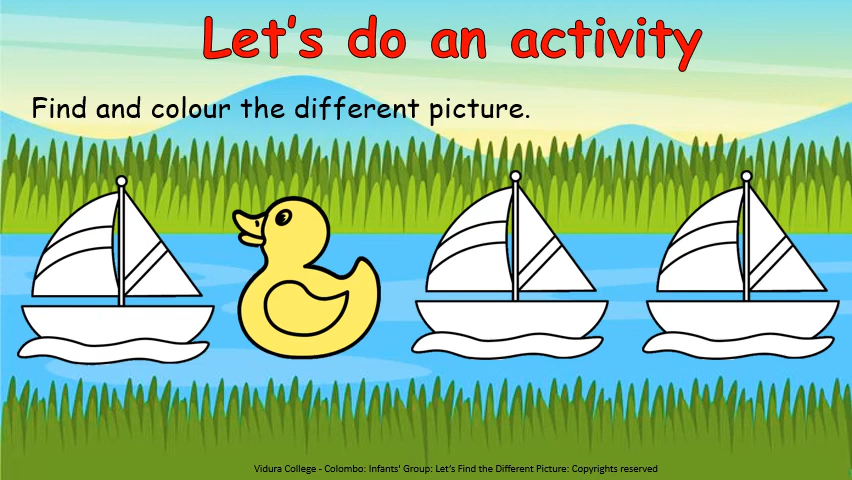 Let's do an activity
Find and colour the different picture.
Vidura College - Colombo: Infants' Group: Let's Find the Different Picture: Copyrights reserved